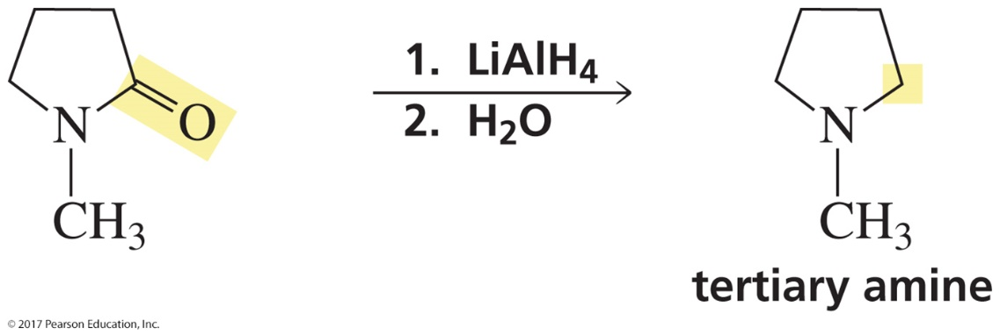 1. LiAlH₄
2. H₂O
N
O
CH₃
N
CH₃
tertiary amine
© 2017 Pearson Education, Inc.